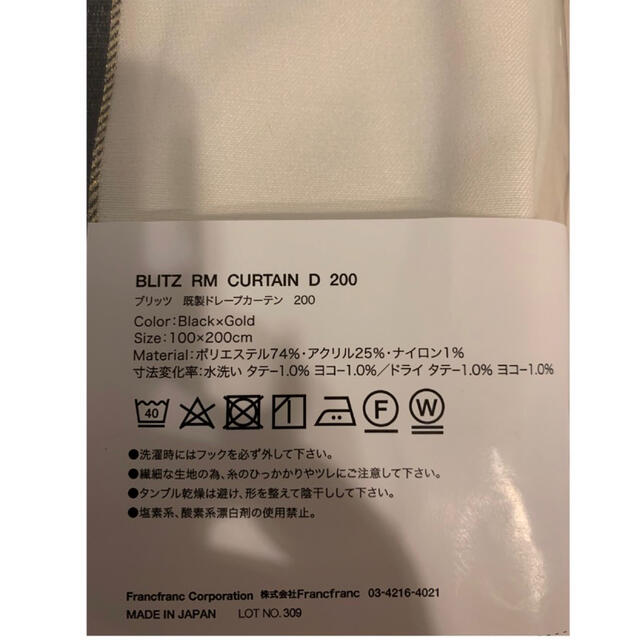 BLITZ RM CURTAIN D 200
ブリッツ 既製ドレープカーテン 200
Color:Black×Gold
Size:100×200cm
Material:ポリエステル74%・アクリル25%・ナイロン1%
寸法変化率:水洗い タテ−1.0% ヨコ−1.0%/ドライ タテ−1.0% ヨコ−1.0%
40 F W
●洗濯時にはフックを必ず外して下さい。
●繊細な生地の為、糸のひっかかりやツレにご注意して下さい。
●タンブル乾燥は避け、形を整えて陰干しして下さい。
●塩素系、酸素系漂白剤の使用禁止。
Francfranc Corporation 株式会社Francfranc 03-4216-4021
MADE IN JAPAN LOT NO. 309